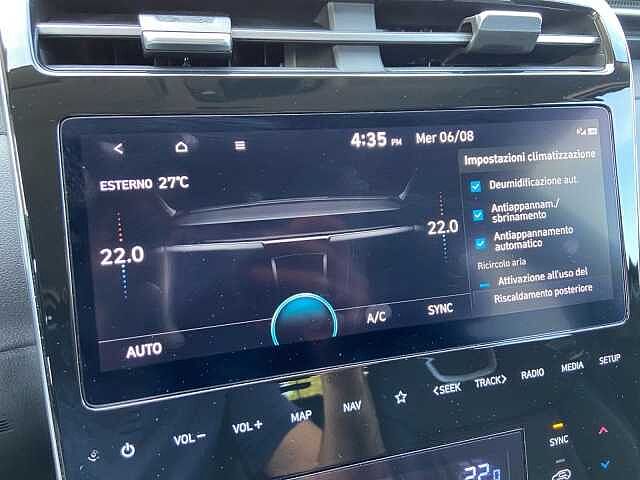 4:35 PM Mer 06/08
Impostazioni climatizzazione
ESTERNO 27°C
Deumidificazione aut.
Antiappannam./
sbrinamento
Antiappannamento
automatico
22.0
22.0
Ricircolo aria
Attivazione all'uso del
Riscaldamento posteriore
AUTO
A/C
SYNC
VOL–
VOL+
MAP
NAV
<SEEK
TRACK>
RADIO
MEDIA
SETUP
SYNC
22.0